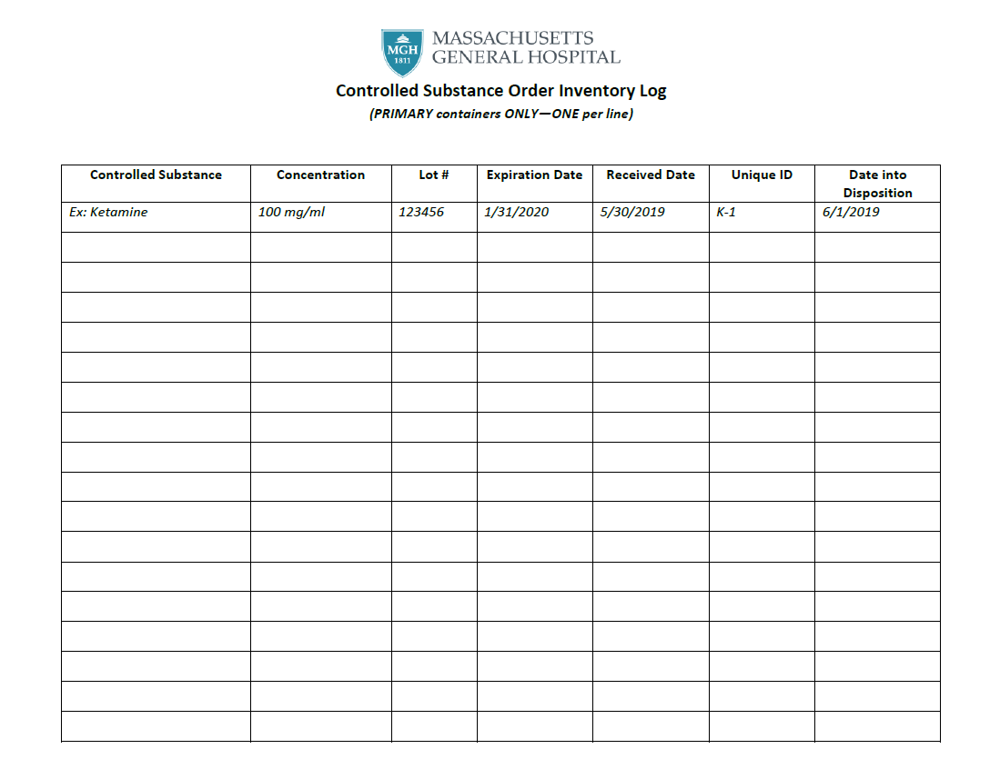 MGH
1811
MASSACHUSETTS
GENERAL HOSPITAL
Controlled Substance Order Inventory Log
(PRIMARY containers ONLY—ONE per line)
Controlled Substance Concentration Lot # Expiration Date Received Date Unique ID Date into
Disposition
Ex: Ketamine 100 mg/ml 123456 1/31/2020 5/30/2019 K-1 6/1/2019